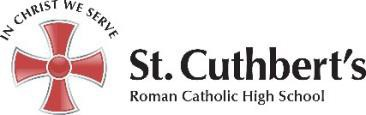 IN CHRIST WE SERVE
St. Cuthbert's
Roman Catholic High School